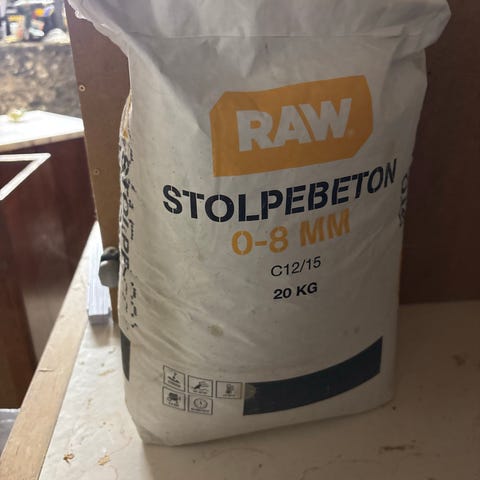 RAW
STOLPEBETON
0-8 MM
C12/15
20 KG